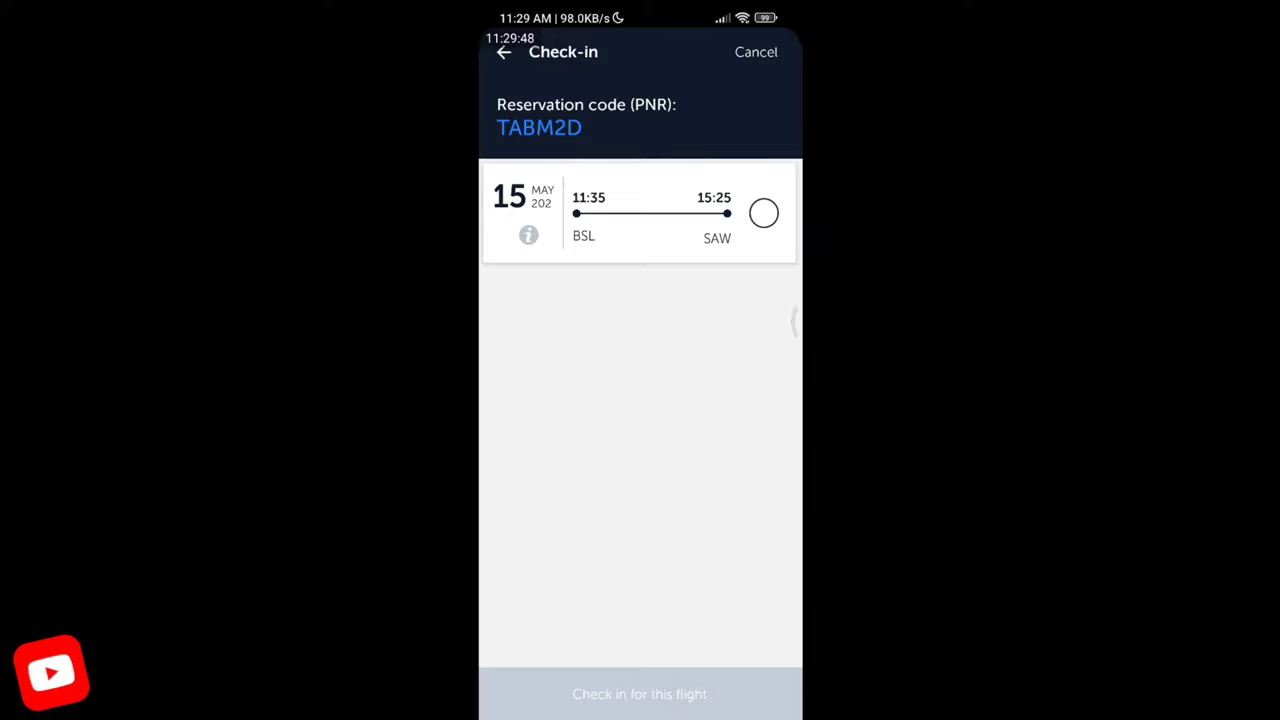 11:29 AM | 98.0KB/s
99
11:29:48
Check-in
Cancel
Reservation code (PNR):
TABM2D
15
MAY
202
11:35
15:25
BSL
SAW
Check in for this flight